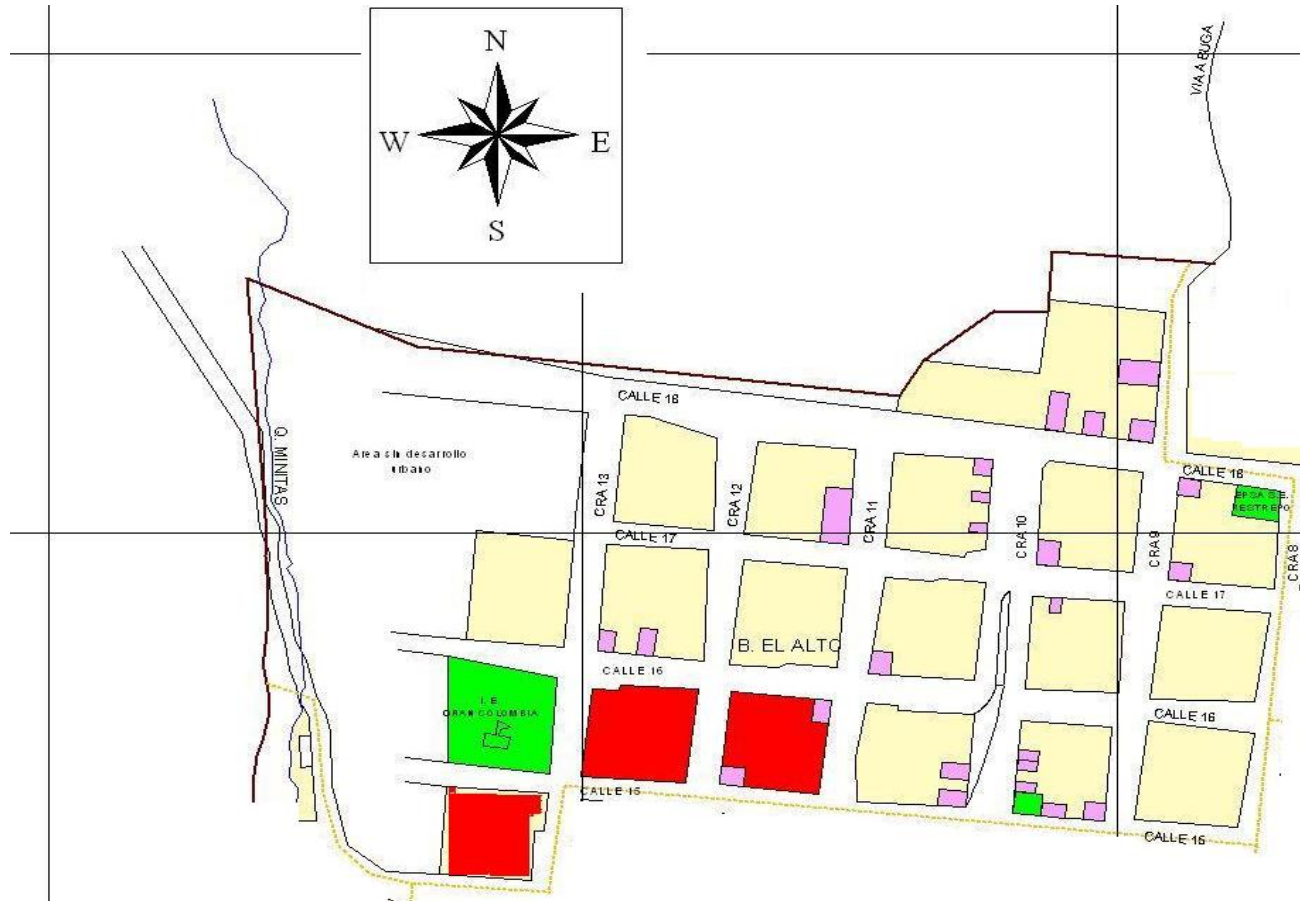 N
W E
S
VIA A BUGA
CALLE 18
Q. MINITAS
Area sin desarrollo
urbano
CRA 13
CRA 12
CRA 11
CRA 10
CRA 9
CALLE 18
EPSA S.E.
RESTREPO
CRA 8
CALLE 17
CALLE 17
B. EL ALTO
CALLE 16
I. E.
GRAN COLOMBIA
CALLE 16
CALLE 15
CALLE 15